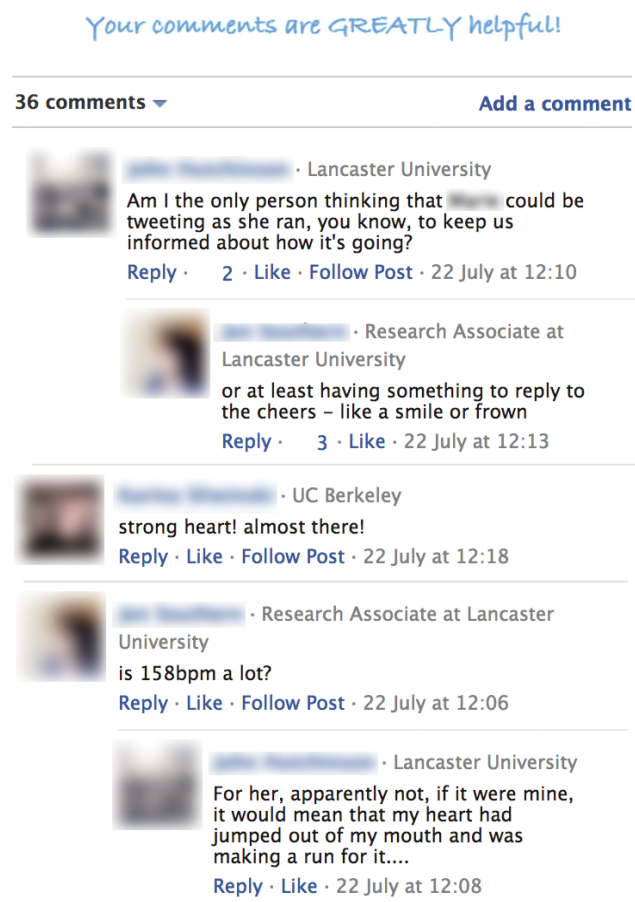 Your comments are GREATLY helpful!
36 comments
Add a comment
· Lancaster University
Am I the only person thinking that could be
tweeting as she ran, you know, to keep us
informed about how it's going?
Reply · 2 · Like · Follow Post · 22 July at 12:10
· Research Associate at
Lancaster University
or at least having something to reply to
the cheers – like a smile or frown
Reply · 3 · Like · 22 July at 12:13
· UC Berkeley
strong heart! almost there!
Reply · Like · Follow Post · 22 July at 12:18
· Research Associate at Lancaster
University
is 158bpm a lot?
Reply · Like · Follow Post · 22 July at 12:06
· Lancaster University
For her, apparently not, if it were mine,
it would mean that my heart had
jumped out of my mouth and was
making a run for it....
Reply · Like · 22 July at 12:08